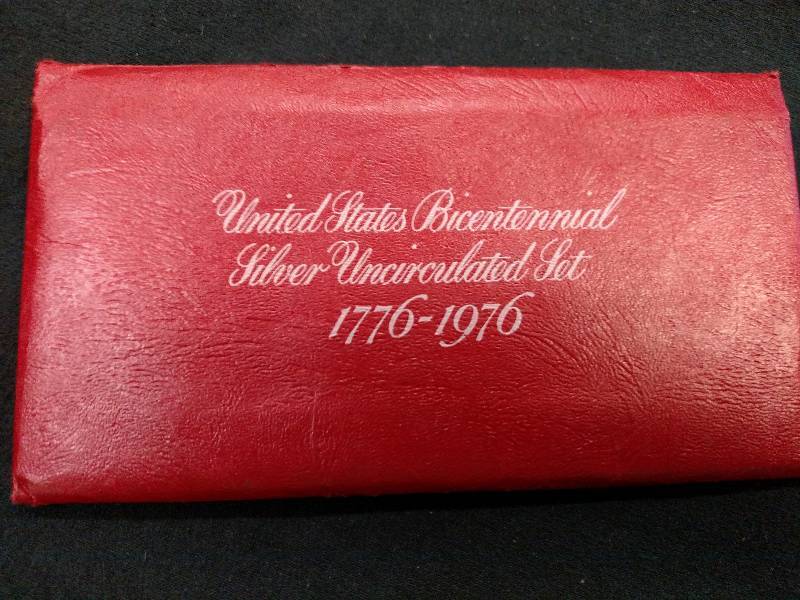 United States Bicentennial
Silver Uncirculated Set
1776-1976